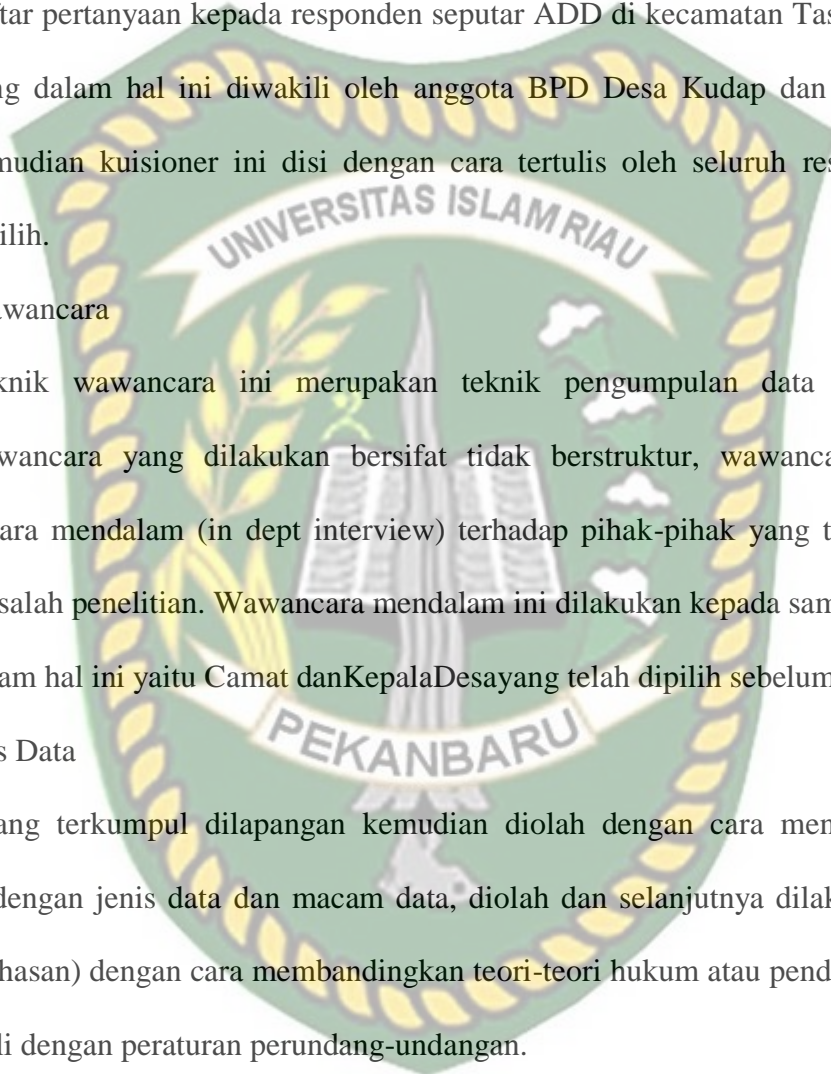 tar pertanyaan kepada responden seputar ADD di kecamatan Tas
ng dalam hal ini diwakili oleh anggota BPD Desa Kudap dan
mudian kuisioner ini disi dengan cara tertulis oleh seluruh res
ilih.
UNIVERSITAS ISLAM RIAU
awancara
knik wawancara ini merupakan teknik pengumpulan data
wancara yang dilakukan bersifat tidak berstruktur, wawanca
ara mendalam (in dept interview) terhadap pihak-pihak yang t
salah penelitian. Wawancara mendalam ini dilakukan kepada sam
am hal ini yaitu Camat danKepalaDesayang telah dipilih sebelum
PEKANBARU
s Data
ang terkumpul dilapangan kemudian diolah dengan cara men
dengan jenis data dan macam data, diolah dan selanjutnya dilak
hasan) dengan cara membandingkan teori-teori hukum atau pend
li dengan peraturan perundang-undangan.